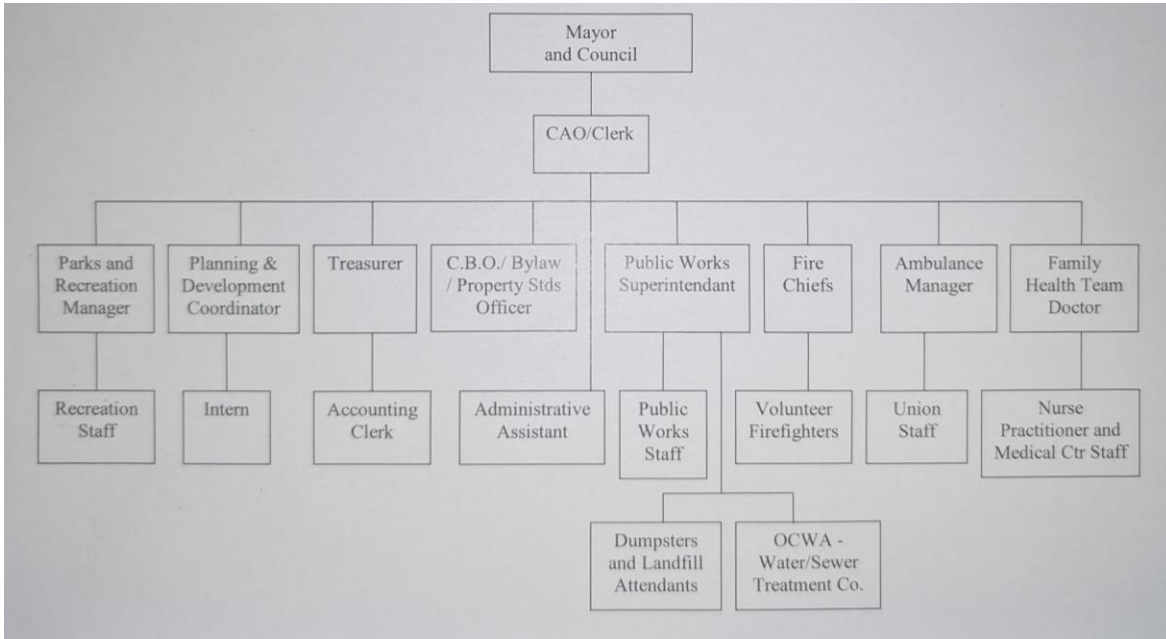 Mayor
and Council
CAO/Clerk
Parks and
Recreation
Manager
Planning &
Development
Coordinator
Treasurer
C.B.O./ Bylaw
/ Property Stds
Officer
Public Works
Superintendant
Fire
Chiefs
Ambulance
Manager
Family
Health Team
Doctor
Recreation
Staff
Intern
Accounting
Clerk
Administrative
Assistant
Public
Works
Staff
Volunteer
Firefighters
Union
Staff
Nurse
Practitioner and
Medical Ctr Staff
Dumpsters
and Landfill
Attendants
OCWA -
Water/Sewer
Treatment Co.